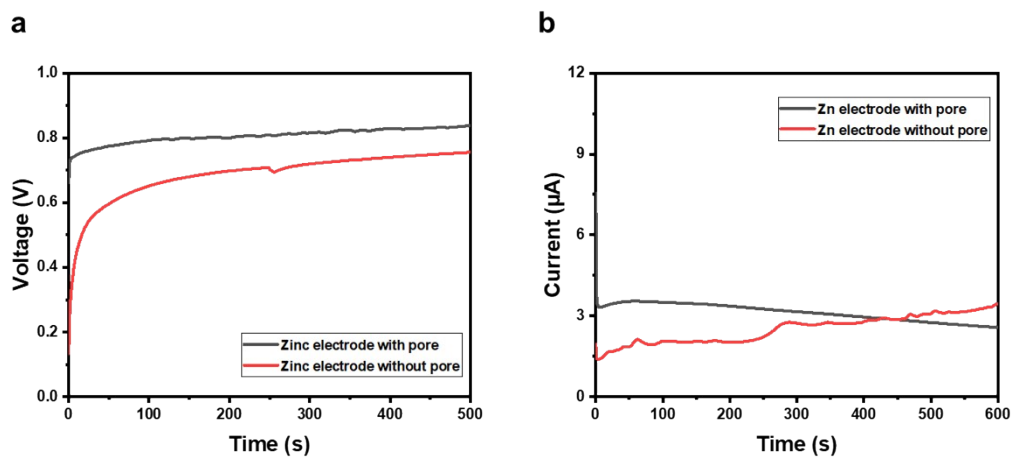 a
1.0
0.8
0.6
0.4
0.2
0.0
Voltage (V)
0 100 200 300 400 500
Time (s)
Zinc electrode with pore
Zinc electrode without pore
b
12
9
6
3
0
Current (μA)
0 100 200 300 400 500 600
Time (s)
Zn electrode with pore
Zn electrode without pore